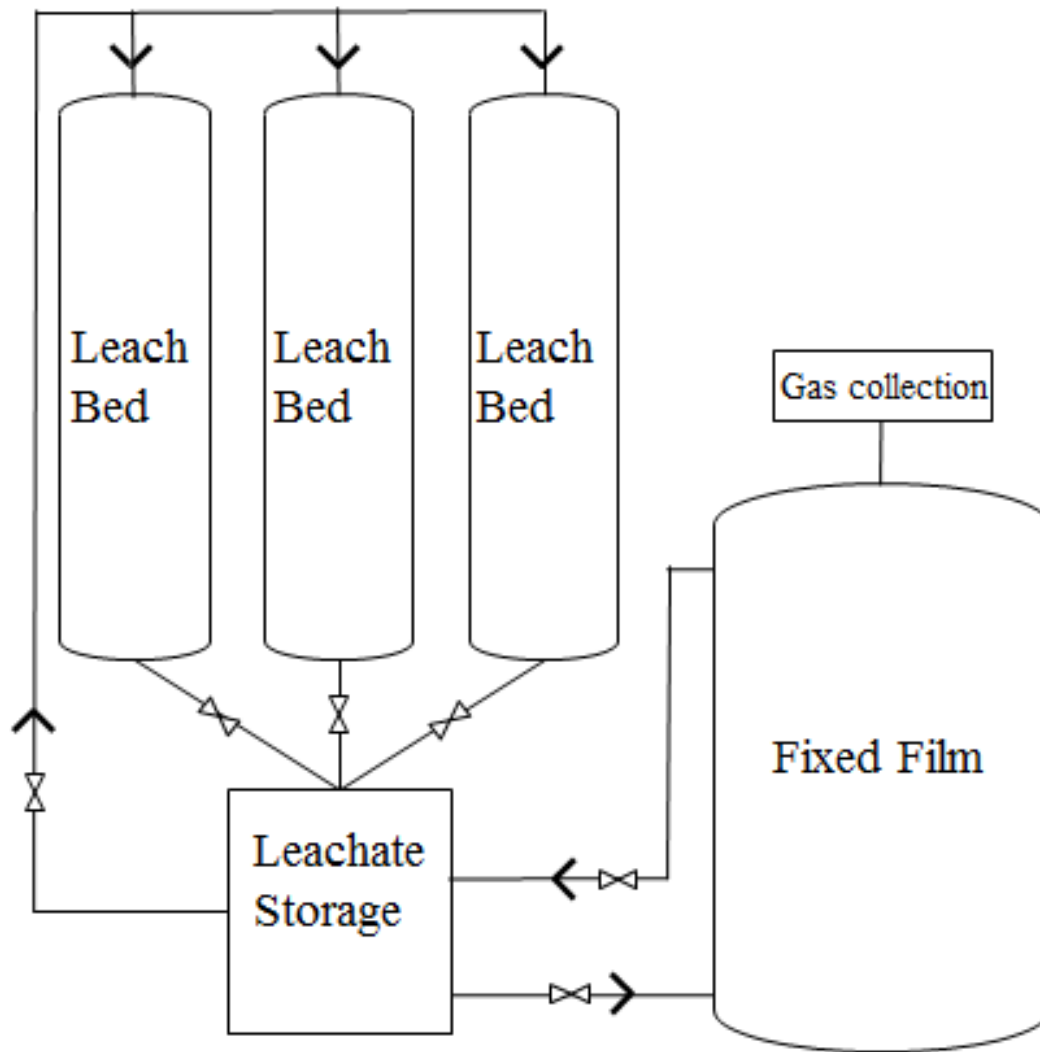 Leach
Bed
Leach
Bed
Leach
Bed
Gas collection
Fixed Film
Leachate
Storage